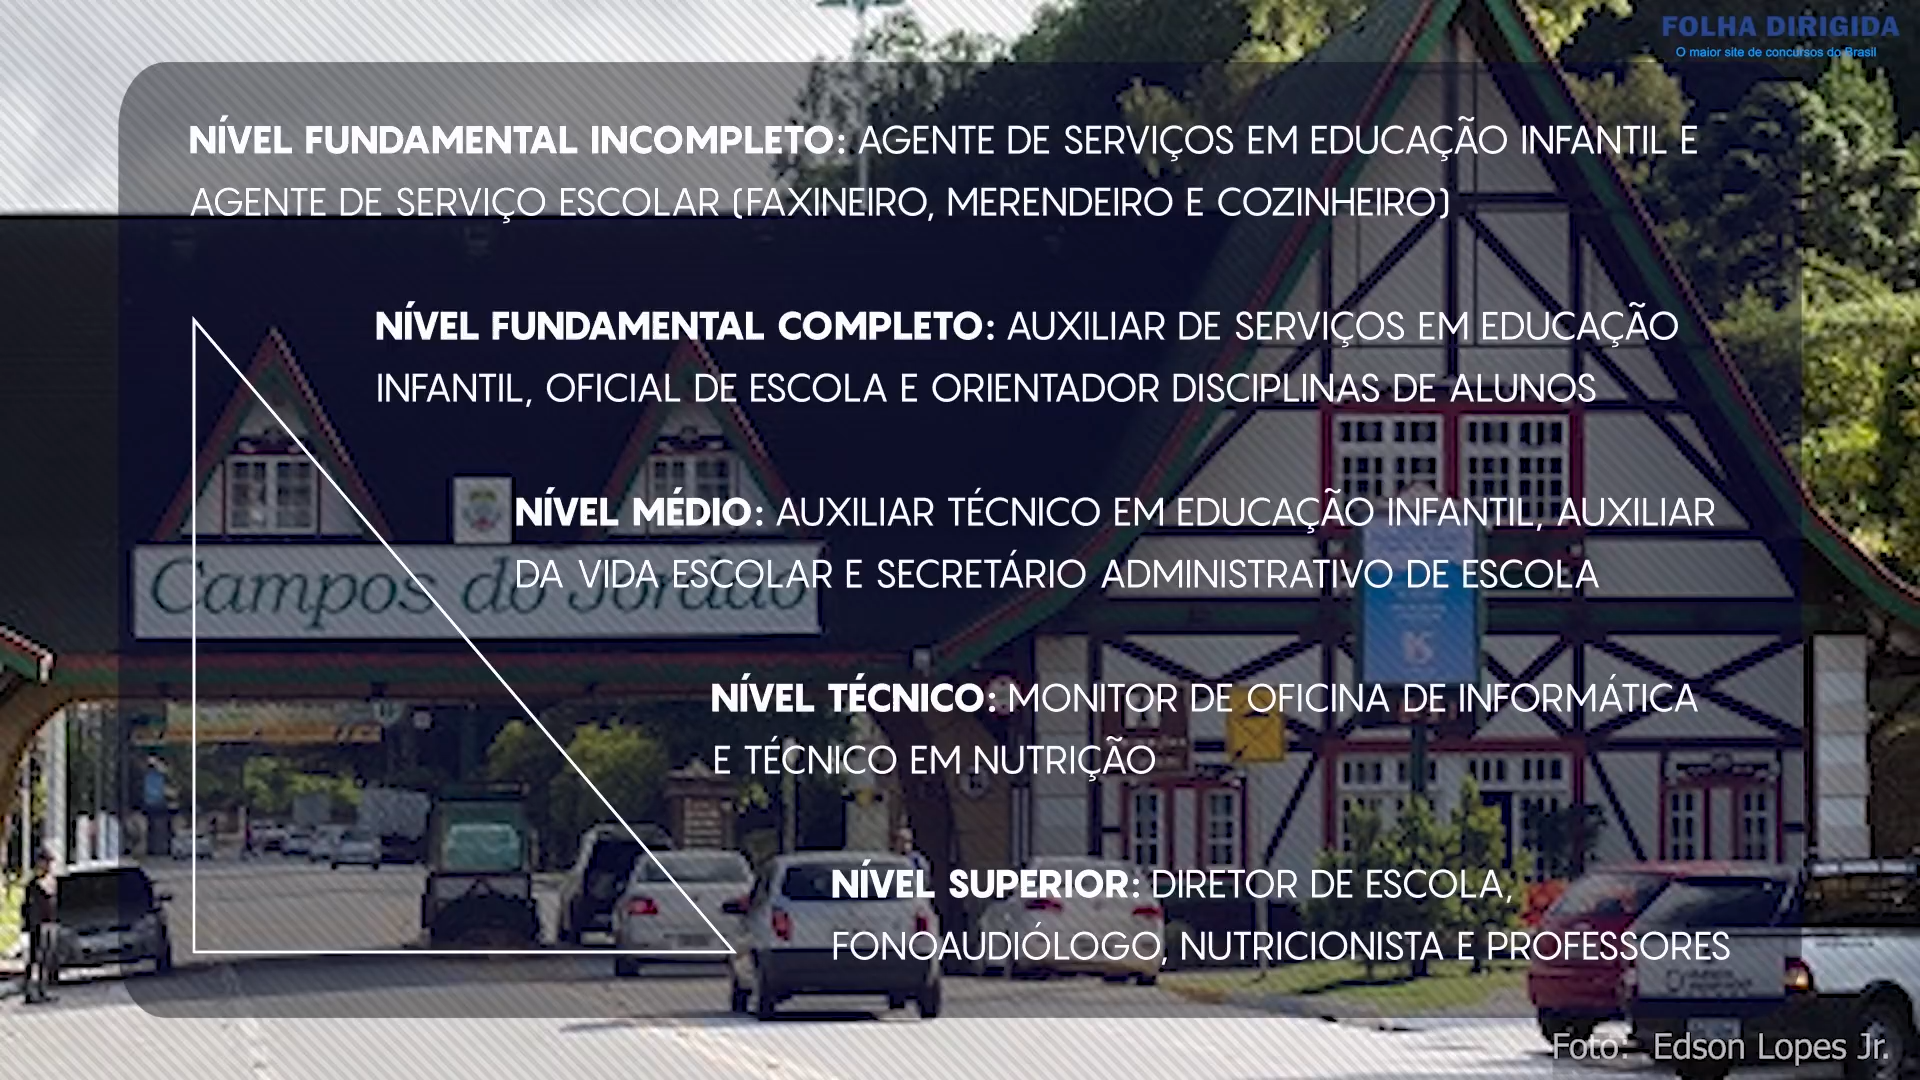 FOLHA DIRIGIDA
O maior site de concursos do Brasil
NÍVEL FUNDAMENTAL INCOMPLETO: AGENTE DE SERVIÇOS EM EDUCAÇÃO INFANTIL E
AGENTE DE SERVIÇO ESCOLAR (FAXINEIRO, MERENDEIRO E COZINHEIRO)
NÍVEL FUNDAMENTAL COMPLETO: AUXILIAR DE SERVIÇOS EM EDUCAÇÃO
INFANTIL, OFICIAL DE ESCOLA E ORIENTADOR DISCIPLINAS DE ALUNOS
NÍVEL MÉDIO: AUXILIAR TÉCNICO EM EDUCAÇÃO INFANTIL, AUXILIAR
DA VIDA ESCOLAR E SECRETÁRIO ADMINISTRATIVO DE ESCOLA
Campos do Jordão
NÍVEL TÉCNICO: MONITOR DE OFICINA DE INFORMÁTICA
E TÉCNICO EM NUTRIÇÃO
NÍVEL SUPERIOR: DIRETOR DE ESCOLA,
FONOAUDIÓLOGO, NUTRICIONISTA E PROFESSORES
Foto: Edson Lopes Jr.